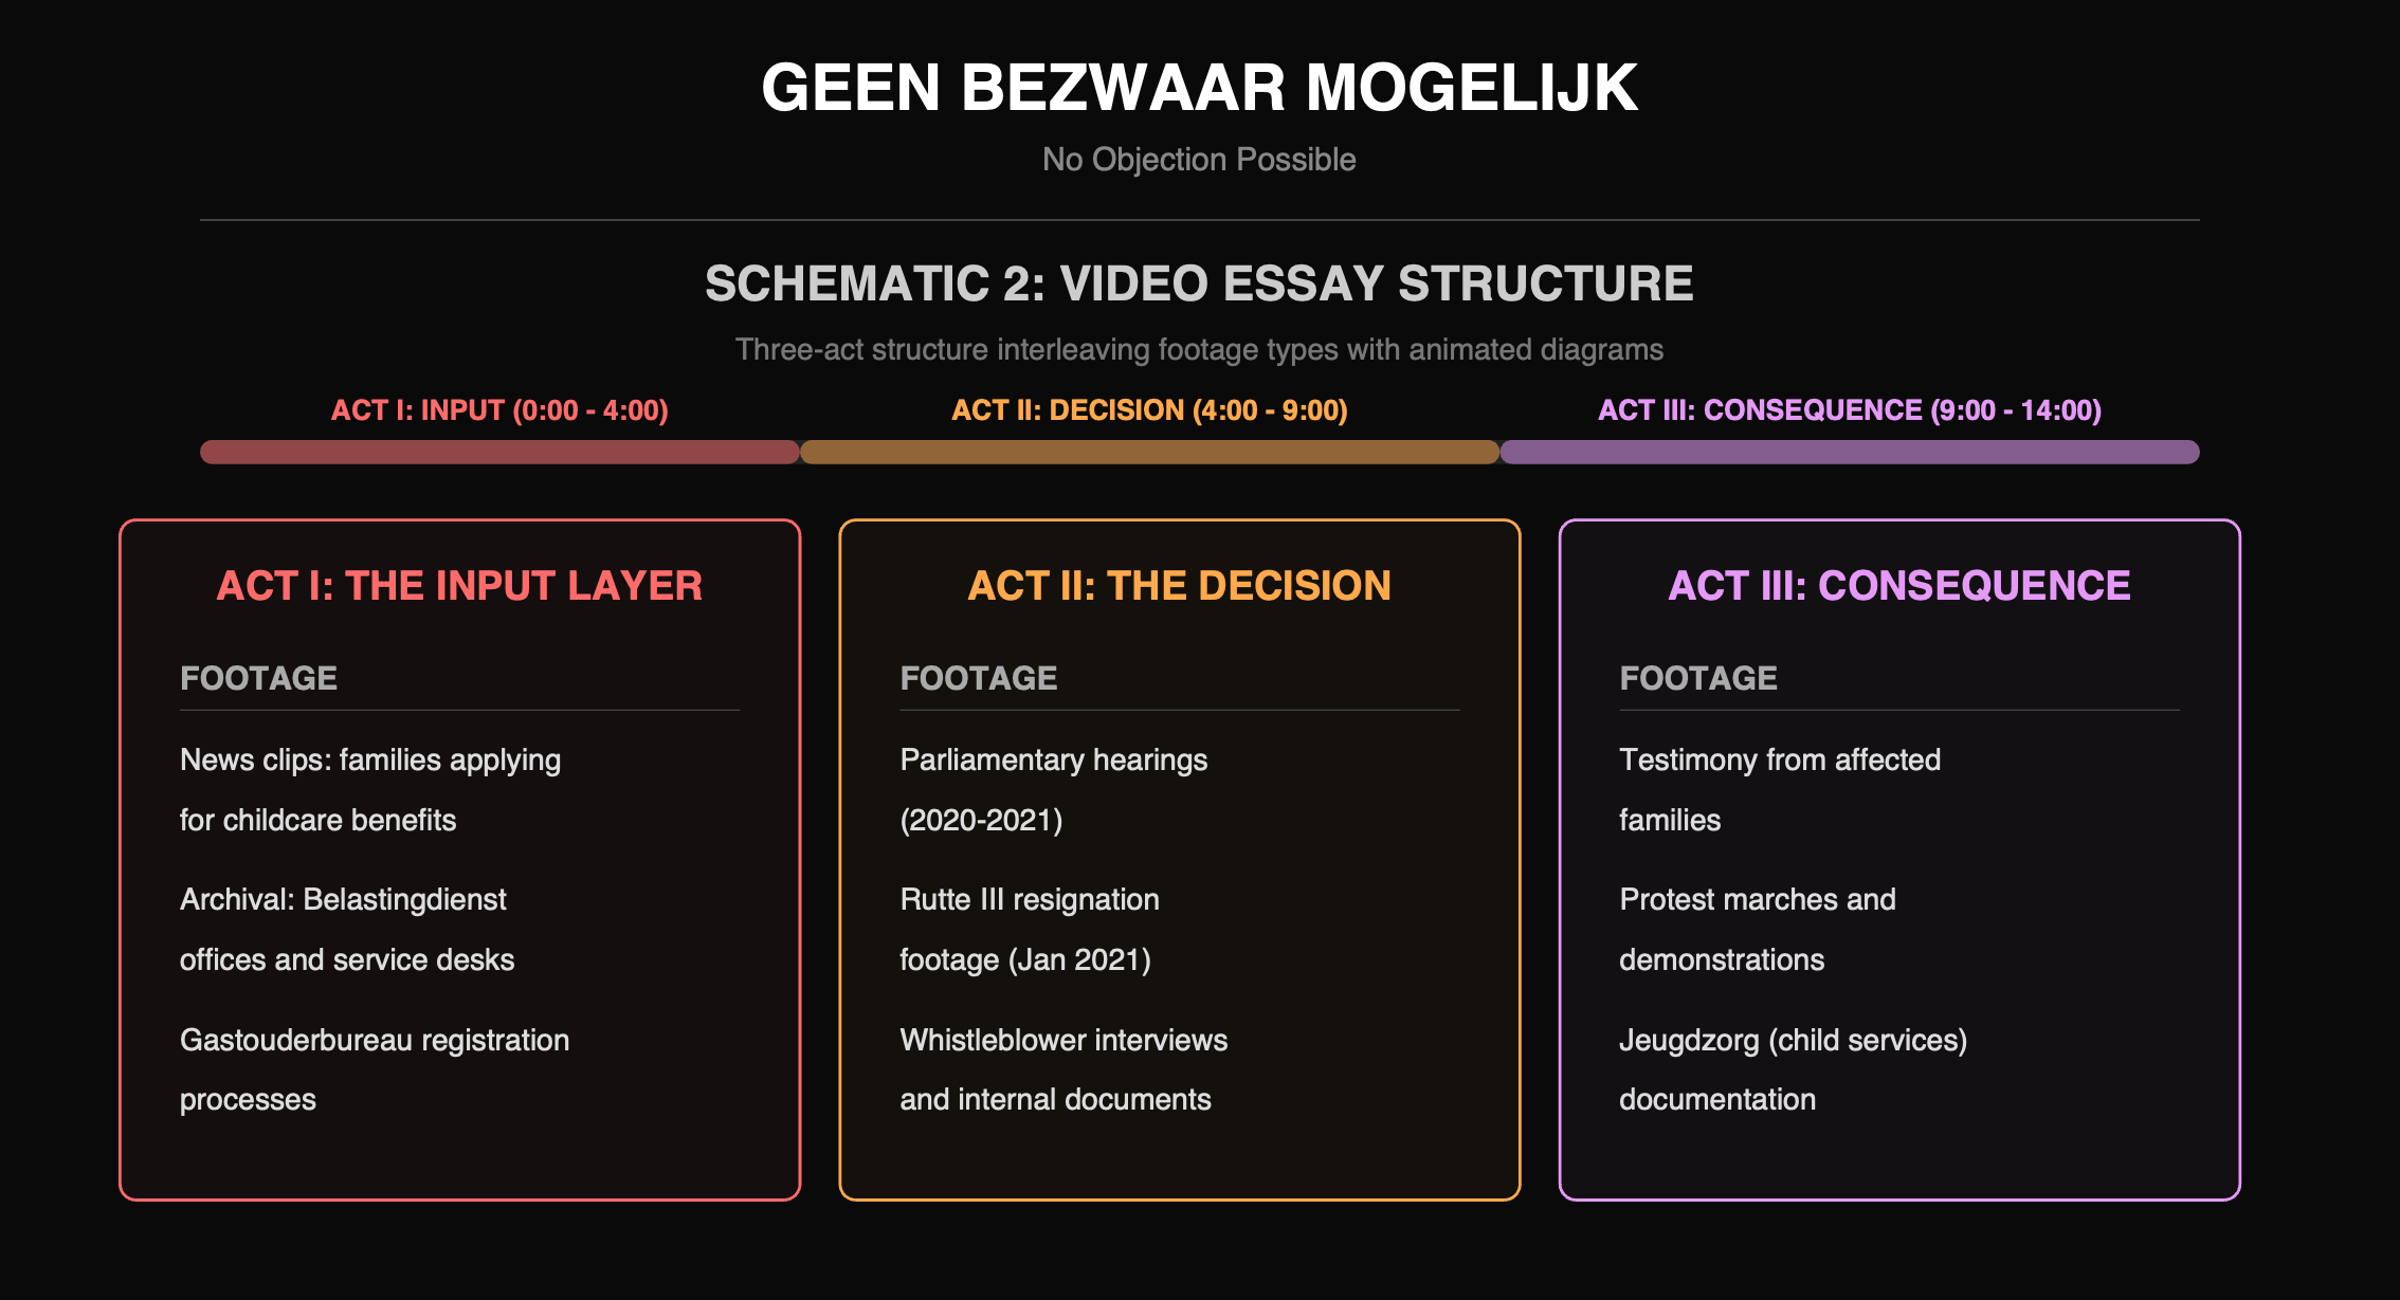 GEEN BEZWAAR MOGELIJK
No Objection Possible
SCHEMATIC 2: VIDEO ESSAY STRUCTURE
Three-act structure interleaving footage types with animated diagrams
ACT I: INPUT (0:00 - 4:00)
ACT II: DECISION (4:00 - 9:00)
ACT III: CONSEQUENCE (9:00 - 14:00)
ACT I: THE INPUT LAYER
FOOTAGE
News clips: families applying
for childcare benefits
Archival: Belastingdienst
offices and service desks
Gastouderbureau registration
processes
ACT II: THE DECISION
FOOTAGE
Parliamentary hearings
(2020-2021)
Rutte III resignation
footage (Jan 2021)
Whistleblower interviews
and internal documents
ACT III: CONSEQUENCE
FOOTAGE
Testimony from affected
families
Protest marches and
demonstrations
Jeugdzorg (child services)
documentation